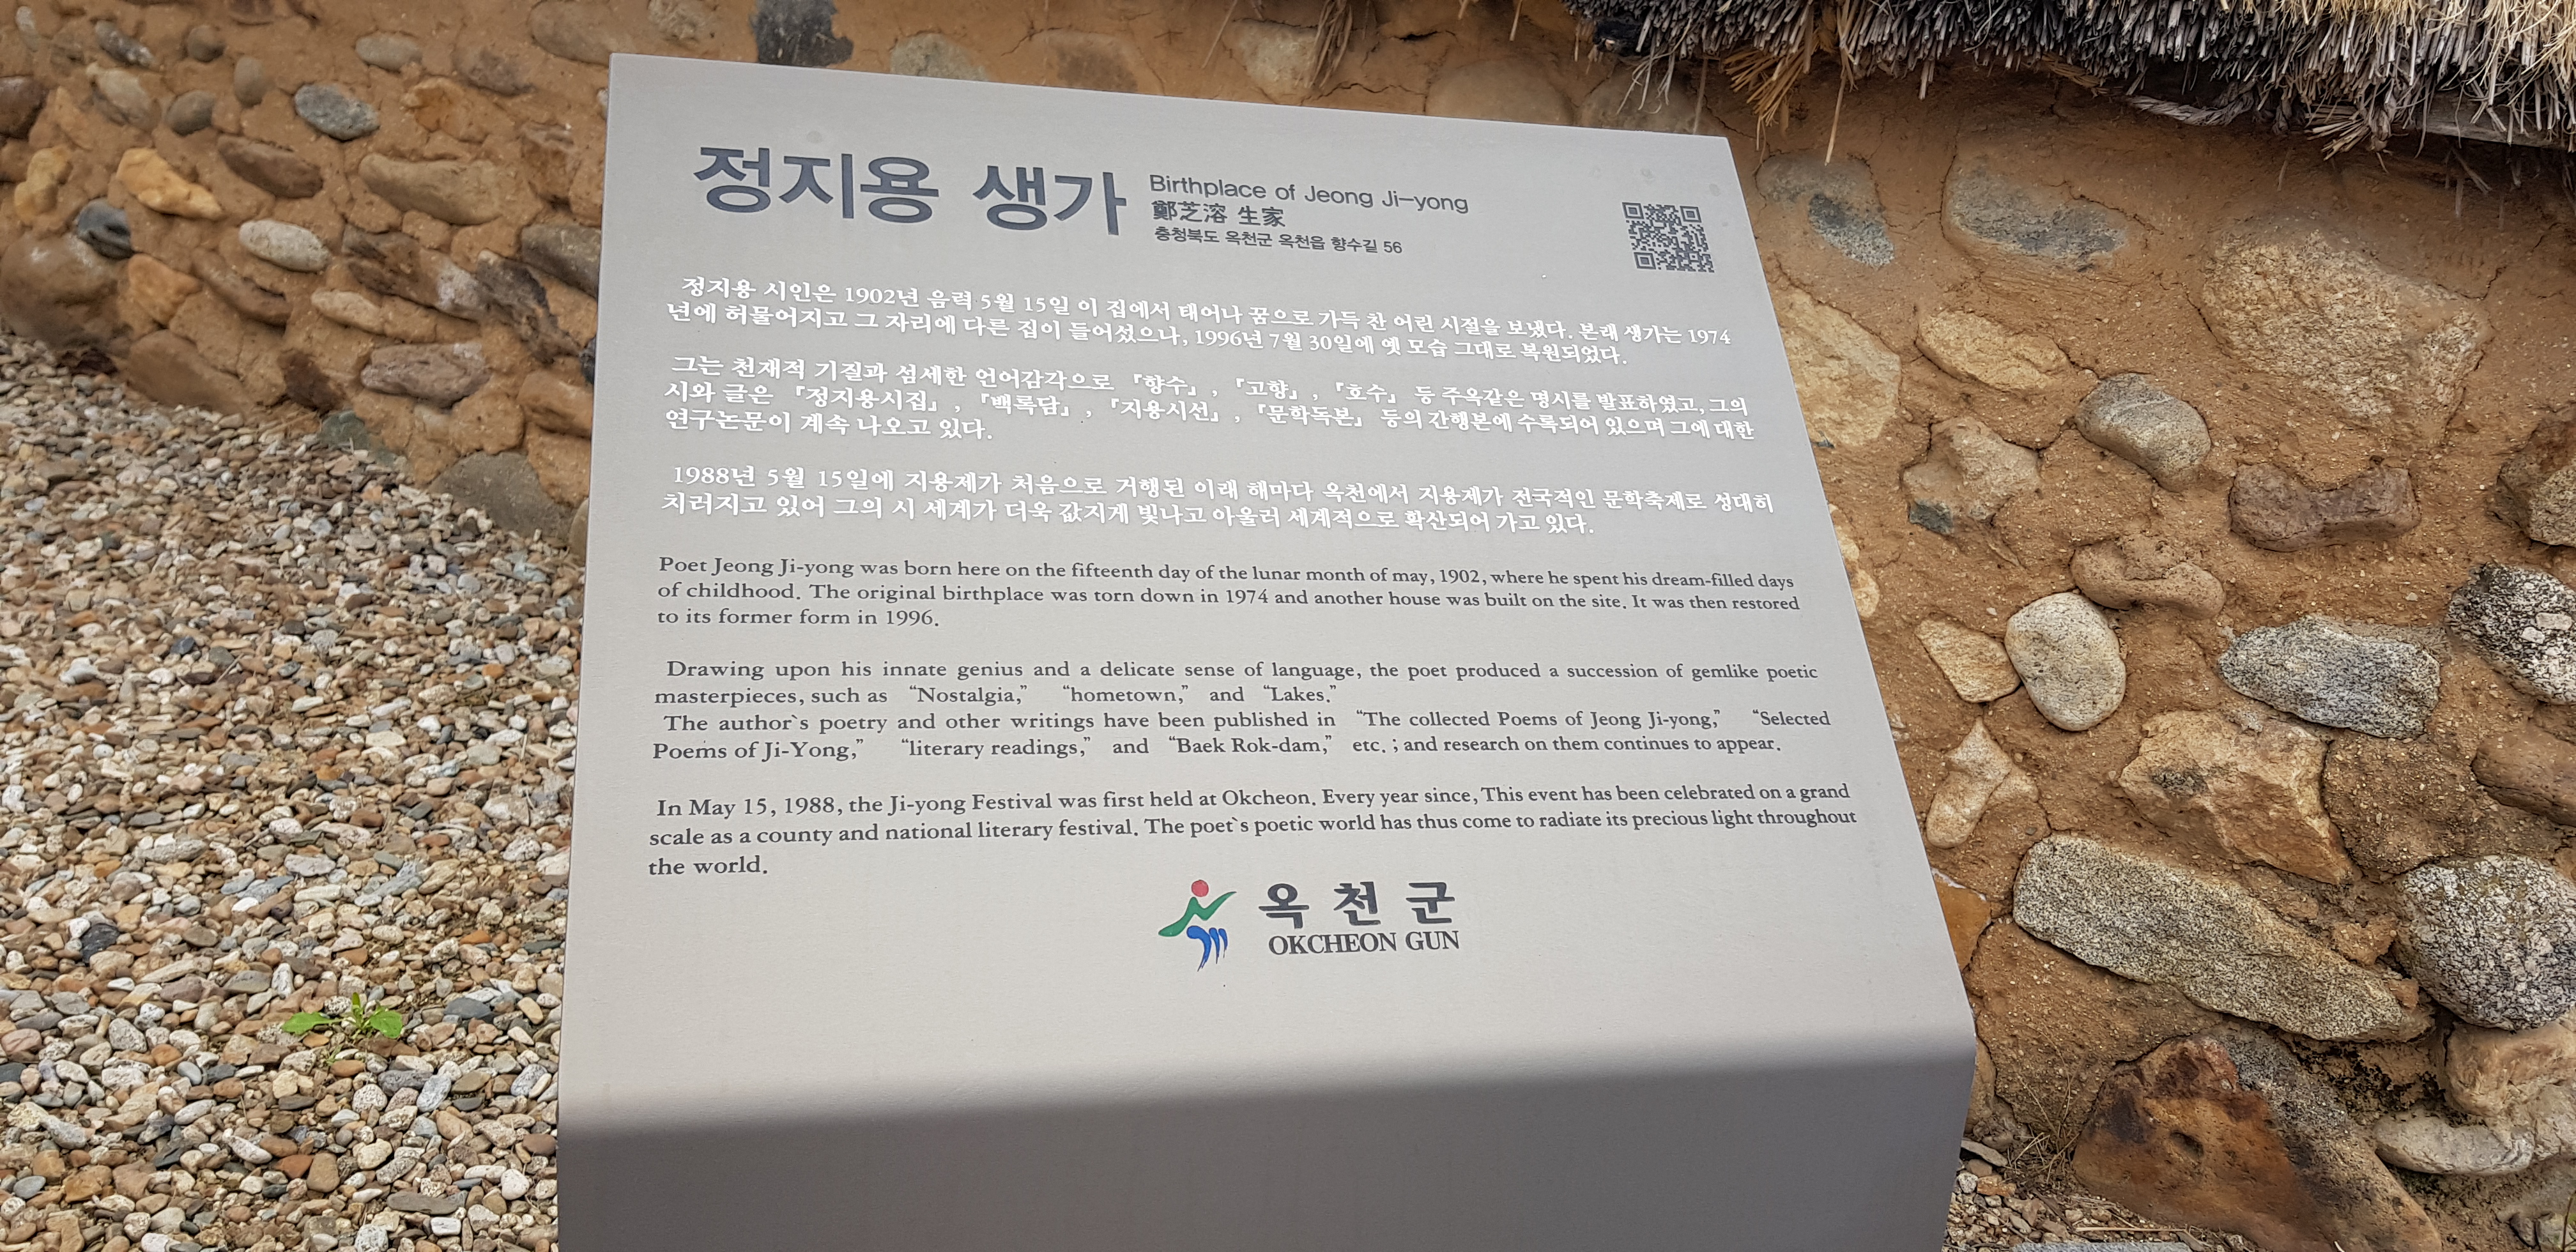 정지용 생가
Birthplace of Jeong Ji-yong
鄭芝溶 生家
충청북도 옥천군 옥천읍 향수길 56
정지용 시인은 1902년 음력 5월 15일 이 집에서 태어나 꿈으로 가득 찬 어린 시절을 보냈다. 본래 생가는 1974
년에 허물어지고 그 자리에 다른 집이 들어섰으나, 1996년 7월 30일에 옛 모습 그대로 복원되었다.
그는 천재적 기질과 섬세한 언어감각으로 『향수』, 『고향』, 『호수』 등 주옥같은 명시를 발표하였고, 그의
시와 글은 『정지용시집』, 『백록담』, 『지용시선』, 『문학독본』 등의 간행본에 수록되어 있으며 그에 대한
연구논문이 계속 나오고 있다.
1988년 5월 15일에 지용제가 처음으로 거행된 이래 해마다 옥천에서 지용제가 전국적인 문학축제로 성대히
치러지고 있어 그의 시 세계가 더욱 값지게 빛나고 아울러 세계적으로 확산되어 가고 있다.
Poet Jeong Ji-yong was born here on the fifteenth day of the lunar month of may, 1902, where he spent his dream-filled days
of childhood. The original birthplace was torn down in 1974 and another house was built on the site. It was then restored
to its former form in 1996.
Drawing upon his innate genius and a delicate sense of language, the poet produced a succession of gemlike poetic
masterpieces, such as “Nostalgia,” “hometown,” and “Lakes.”
The author`s poetry and other writings have been published in “The collected Poems of Jeong Ji-yong,” “Selected
Poems of Ji-Yong,” “literary readings,” and “Baek Rok-dam,” etc. ; and research on them continues to appear.
In May 15, 1988, the Ji-yong Festival was first held at Okcheon. Every year since, This event has been celebrated on a grand
scale as a county and national literary festival. The poet`s poetic world has thus come to radiate its precious light throughout
the world.
옥천군
OKCHEON GUN